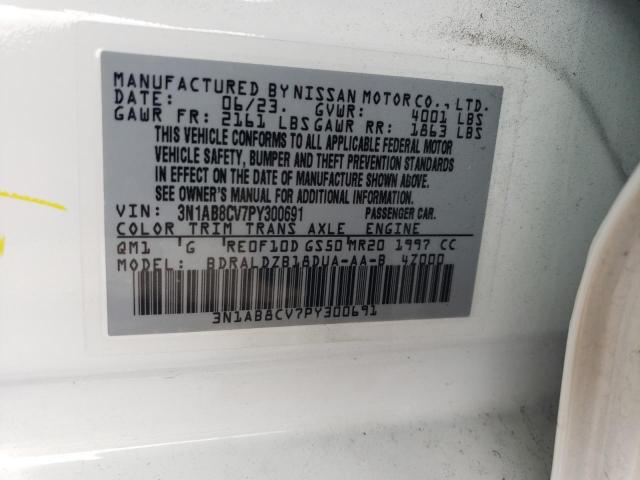 MANUFACTURED BY NISSAN MOTOR CO., LTD.
DATE: 06/23. GVWR: 4001 LBS
GAWR FR: 2161 LBS GAWR RR: 1863 LBS
THIS VEHICLE CONFORMS TO ALL APPLICABLE FEDERAL MOTOR
VEHICLE SAFETY, BUMPER AND THEFT PREVENTION STANDARDS
IN EFFECT ON THE DATE OF MANUFACTURE SHOWN ABOVE.
SEE OWNER'S MANUAL FOR ADDITIONAL INFORMATION.
VIN: 3N1AB8CV7PY300691 PASSENGER CAR.
COLOR TRIM TRANS AXLE ENGINE
QM1 'G 'RE0F10D GS50 MR20 1997 CC
MODEL: BDRALDZB18DUA-AA-B 4Z000
3N1AB8CV7PY300691